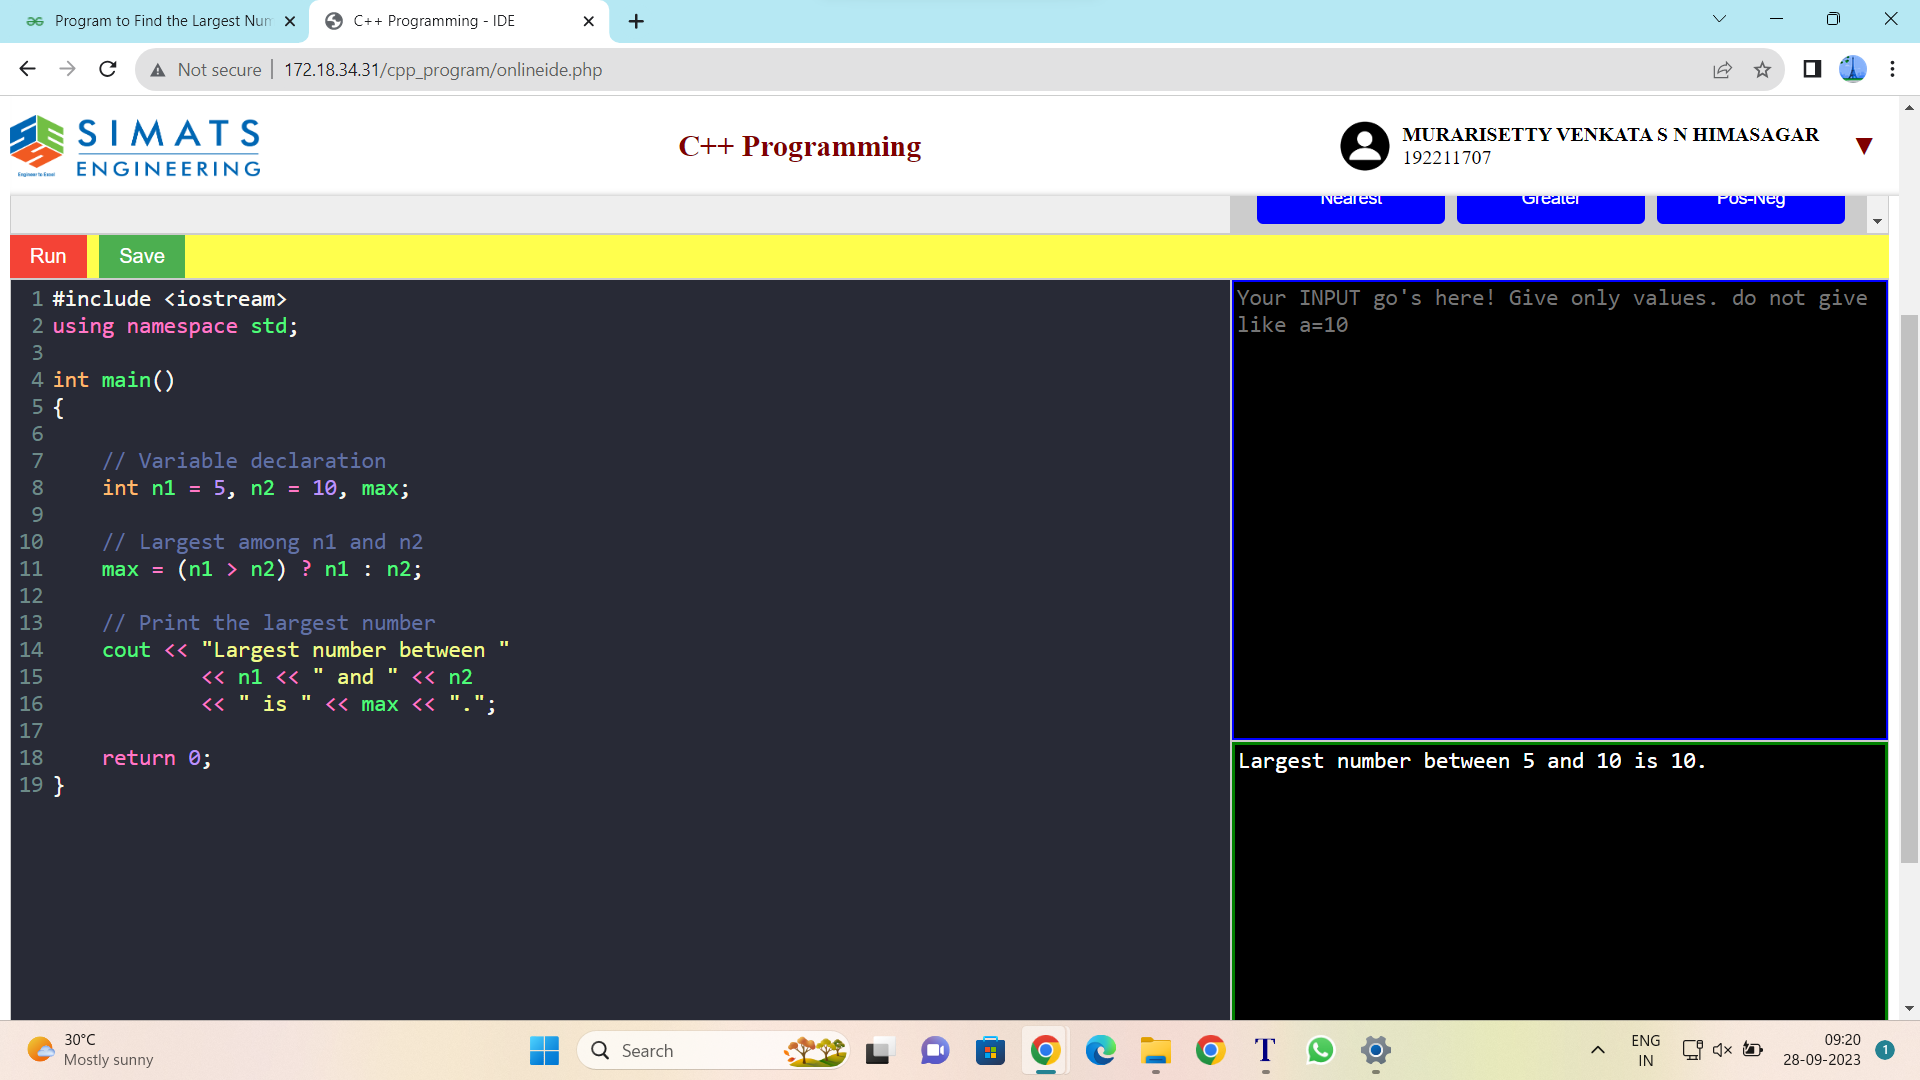 Program to Find the Largest Num
C++ Programming - IDE
Not secure
172.18.34.31/cpp_program/onlineide.php
SIMATS
ENGINEERING
Engineer to Excel
C++ Programming
MURARISETTY VENKATA S N HIMASAGAR
192211707
Nearest
Greater
Pos-Neg
Run
Save
1 #include <iostream>
2 using namespace std;
3
4 int main()
5 {
6
7     // Variable declaration
8     int n1 = 5, n2 = 10, max;
9
10     // Largest among n1 and n2
11     max = (n1 > n2) ? n1 : n2;
12
13     // Print the largest number
14     cout << "Largest number between "
15             << n1 << " and " << n2
16             << " is " << max << ".";
17
18     return 0;
19 }
Your INPUT go's here! Give only values. do not give
like a=10
Largest number between 5 and 10 is 10.
30°C
Mostly sunny
Search
T
ENG
IN
09:20
28-09-2023
1